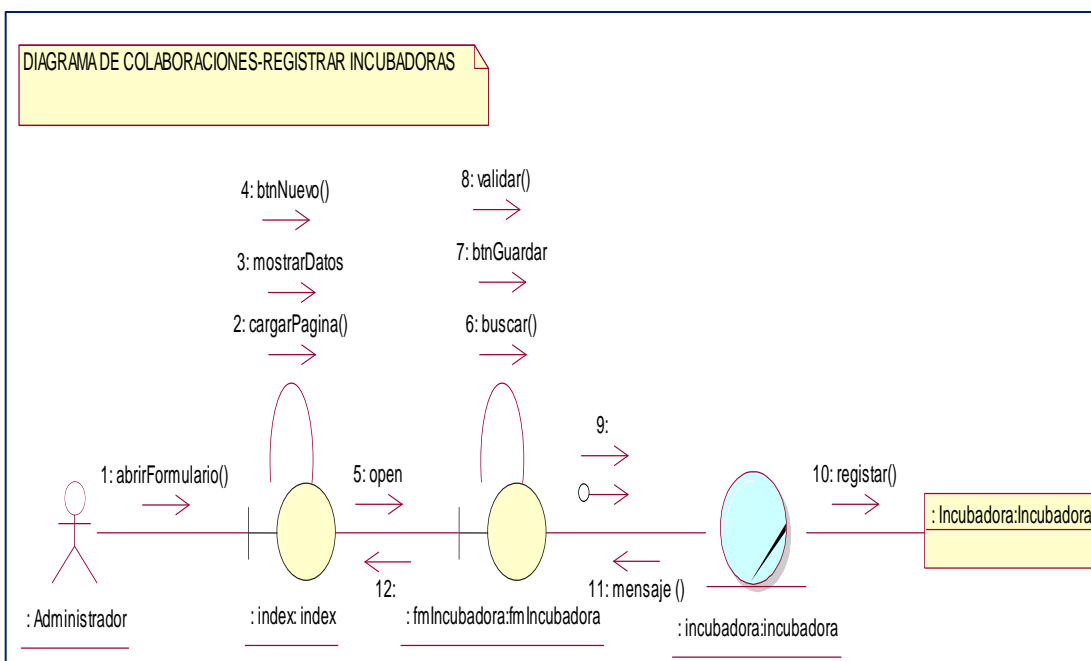 DIAGRAMA DE COLABORACIONES-REGISTRAR INCUBADORAS
4: btnNuevo()
8: validar()
3: mostrarDatos
7: btnGuardar
2: cargarPagina()
6: buscar()
9:
1: abrirFormulario()
5: open
10: registar()
: Incubadora:Incubadora
12:
11: mensaje ()
: Administrador
: index: index
: fmIncubadora:fmIncubadora
: incubadora:incubadora